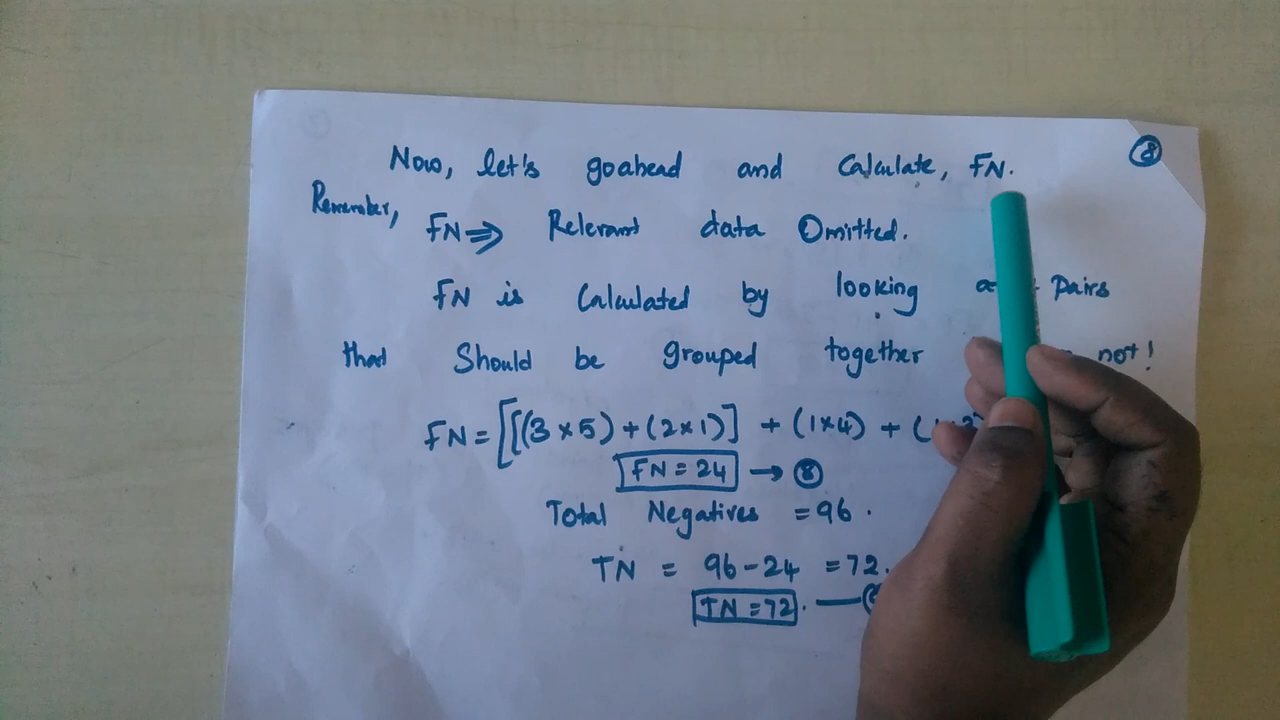 ⑧
Now, let's goahead and Calculate, FN.
Remember,
FN ⇒ Relevant data Omitted.
FN is Calculated by looking pairs
that Should be grouped together not!
FN = [[(3 × 5) + (2 × 1)] + (1 × 4) + (
FN = 24 → ⑧
Total Negatives = 96.
TN = 96 - 24 = 72.
TN = 72.